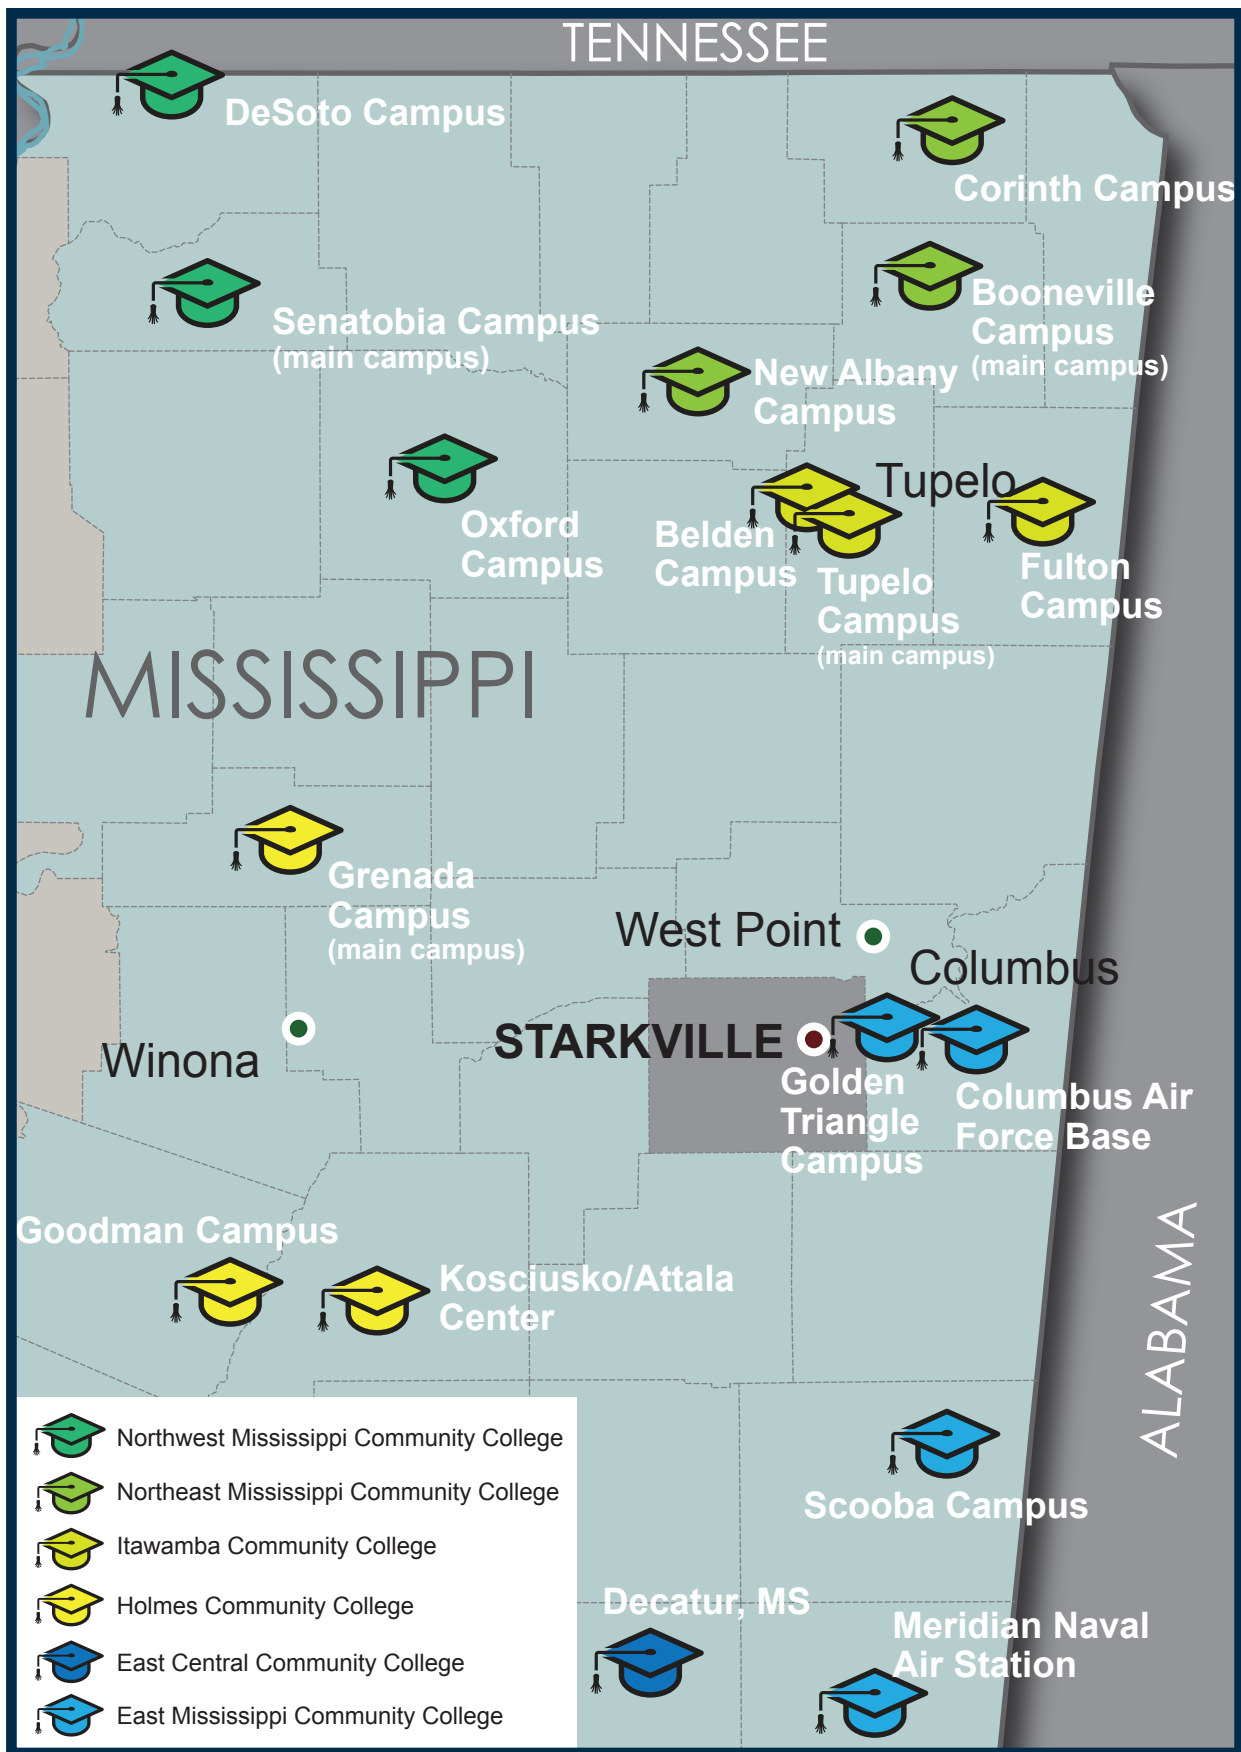 TENNESSEE
DeSoto Campus
Corinth Campus
Senatobia Campus
(main campus)
Booneville
Campus
(main campus)
New Albany
Campus
Oxford
Campus
Tupelo
Belden
Campus
Tupelo
Campus
(main campus)
Fulton
Campus
MISSISSIPPI
Grenada
Campus
(main campus)
West Point
Columbus
STARKVILLE
Winona
Golden
Triangle
Campus
Columbus Air
Force Base
Goodman Campus
Kosciusko/Attala
Center
ALABAMA
Scooba Campus
Decatur, MS
Meridian Naval
Air Station
Northwest Mississippi Community College
Northeast Mississippi Community College
Itawamba Community College
Holmes Community College
East Central Community College
East Mississippi Community College